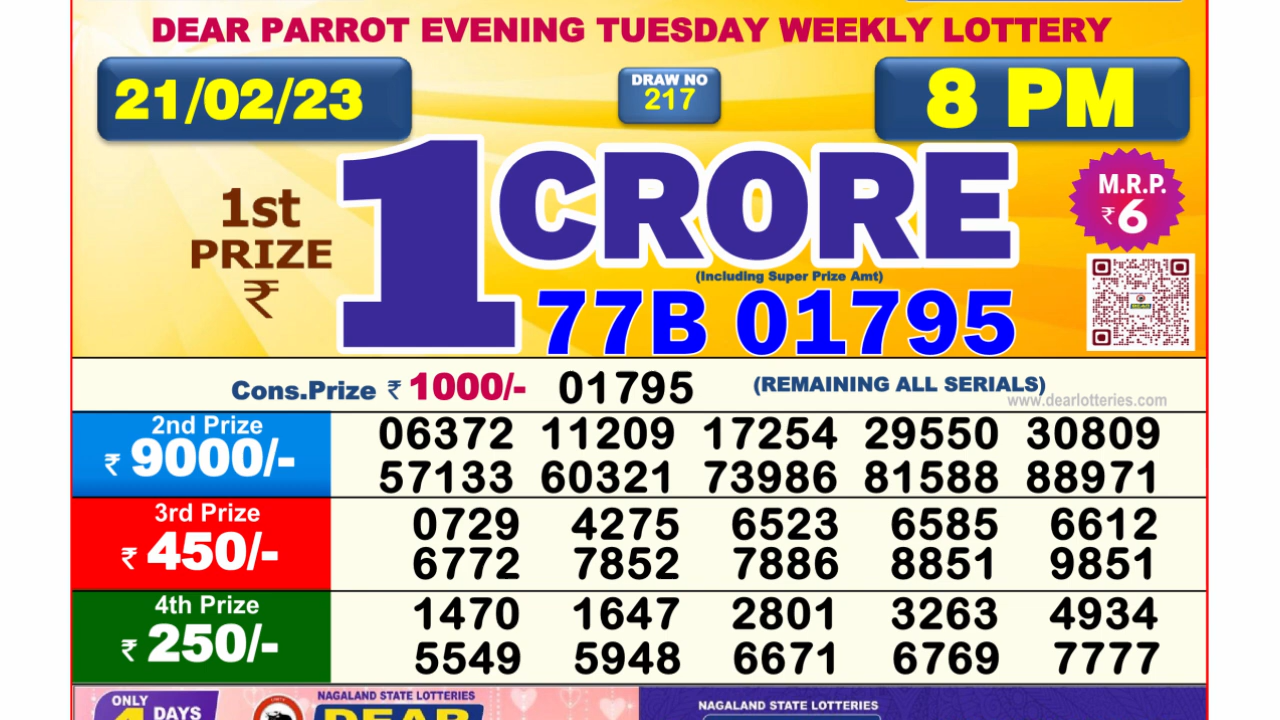 DEAR PARROT EVENING TUESDAY WEEKLY LOTTERY
21/02/23
DRAW NO
217
8 PM
1st
PRIZE
₹
1 CRORE
(Including Super Prize Amt)
77B 01795
M.R.P.
₹ 6
Cons.Prize ₹ 1000/- 01795 (REMAINING ALL SERIALS)
www.dearlotteries.com
2nd Prize
₹ 9000/-
06372 11209 17254 29550 30809
57133 60321 73986 81588 88971
3rd Prize
₹ 450/-
0729 4275 6523 6585 6612
6772 7852 7886 8851 9851
4th Prize
₹ 250/-
1470 1647 2801 3263 4934
5549 5948 6671 6769 7777
ONLY
DAYS
NAGALAND STATE LOTTERIES
DEAR
NAGALAND STATE LOTTERIES